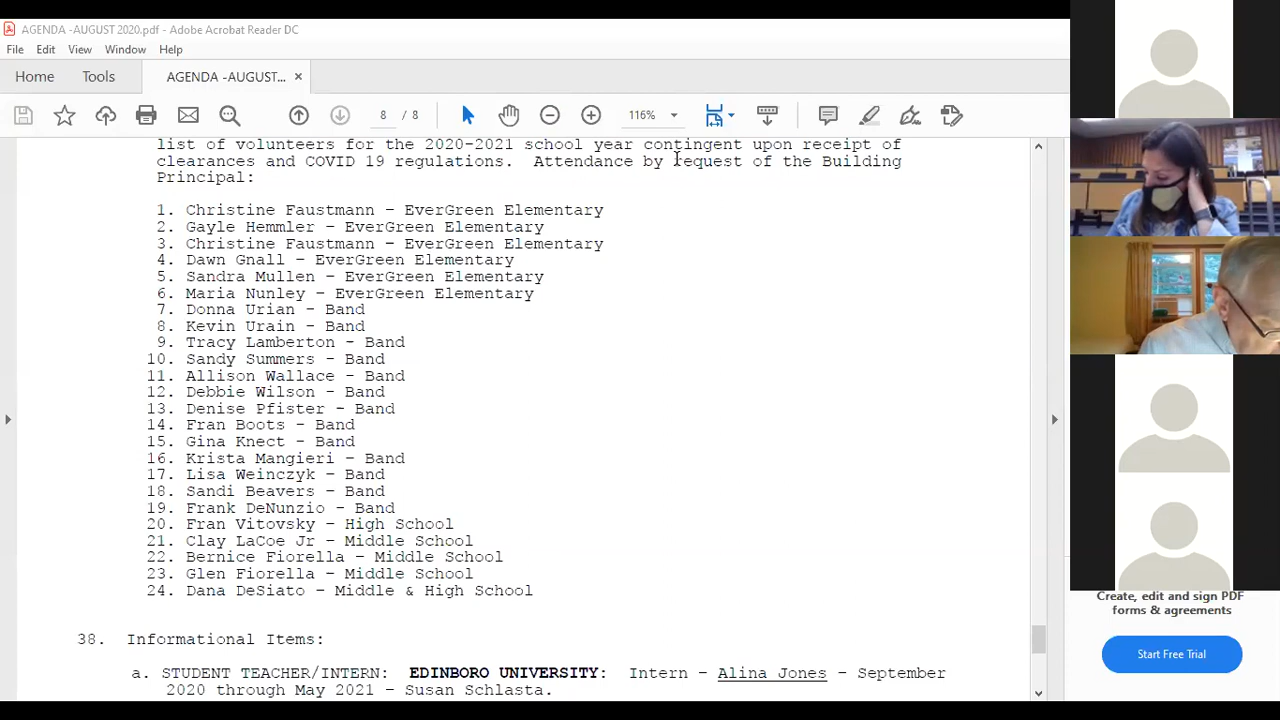 AGENDA -AUGUST 2020.pdf - Adobe Acrobat Reader DC
File Edit View Window Help
Home Tools AGENDA -AUGUST... ×
8 / 8 116%
list of volunteers for the 2020-2021 school year contingent upon receipt of
clearances and COVID 19 regulations. Attendance by request of the Building
Principal:
1. Christine Faustmann – EverGreen Elementary
2. Gayle Hemmler – EverGreen Elementary
3. Christine Faustmann – EverGreen Elementary
4. Dawn Gnall – EverGreen Elementary
5. Sandra Mullen – EverGreen Elementary
6. Maria Nunley – EverGreen Elementary
7. Donna Urian – Band
8. Kevin Urain – Band
9. Tracy Lamberton – Band
10. Sandy Summers – Band
11. Allison Wallace – Band
12. Debbie Wilson – Band
13. Denise Pfister – Band
14. Fran Boots – Band
15. Gina Knect – Band
16. Krista Mangieri – Band
17. Lisa Weinczyk – Band
18. Sandi Beavers – Band
19. Frank DeNunzio – Band
20. Fran Vitovsky – High School
21. Clay LaCoe Jr – Middle School
22. Bernice Fiorella – Middle School
23. Glen Fiorella – Middle School
24. Dana DeSiato – Middle & High School
38. Informational Items:
a. STUDENT TEACHER/INTERN: EDINBORO UNIVERSITY: Intern – Alina Jones – September
2020 through May 2021 – Susan Schlasta.
Create, edit and sign PDF
forms & agreements
Start Free Trial